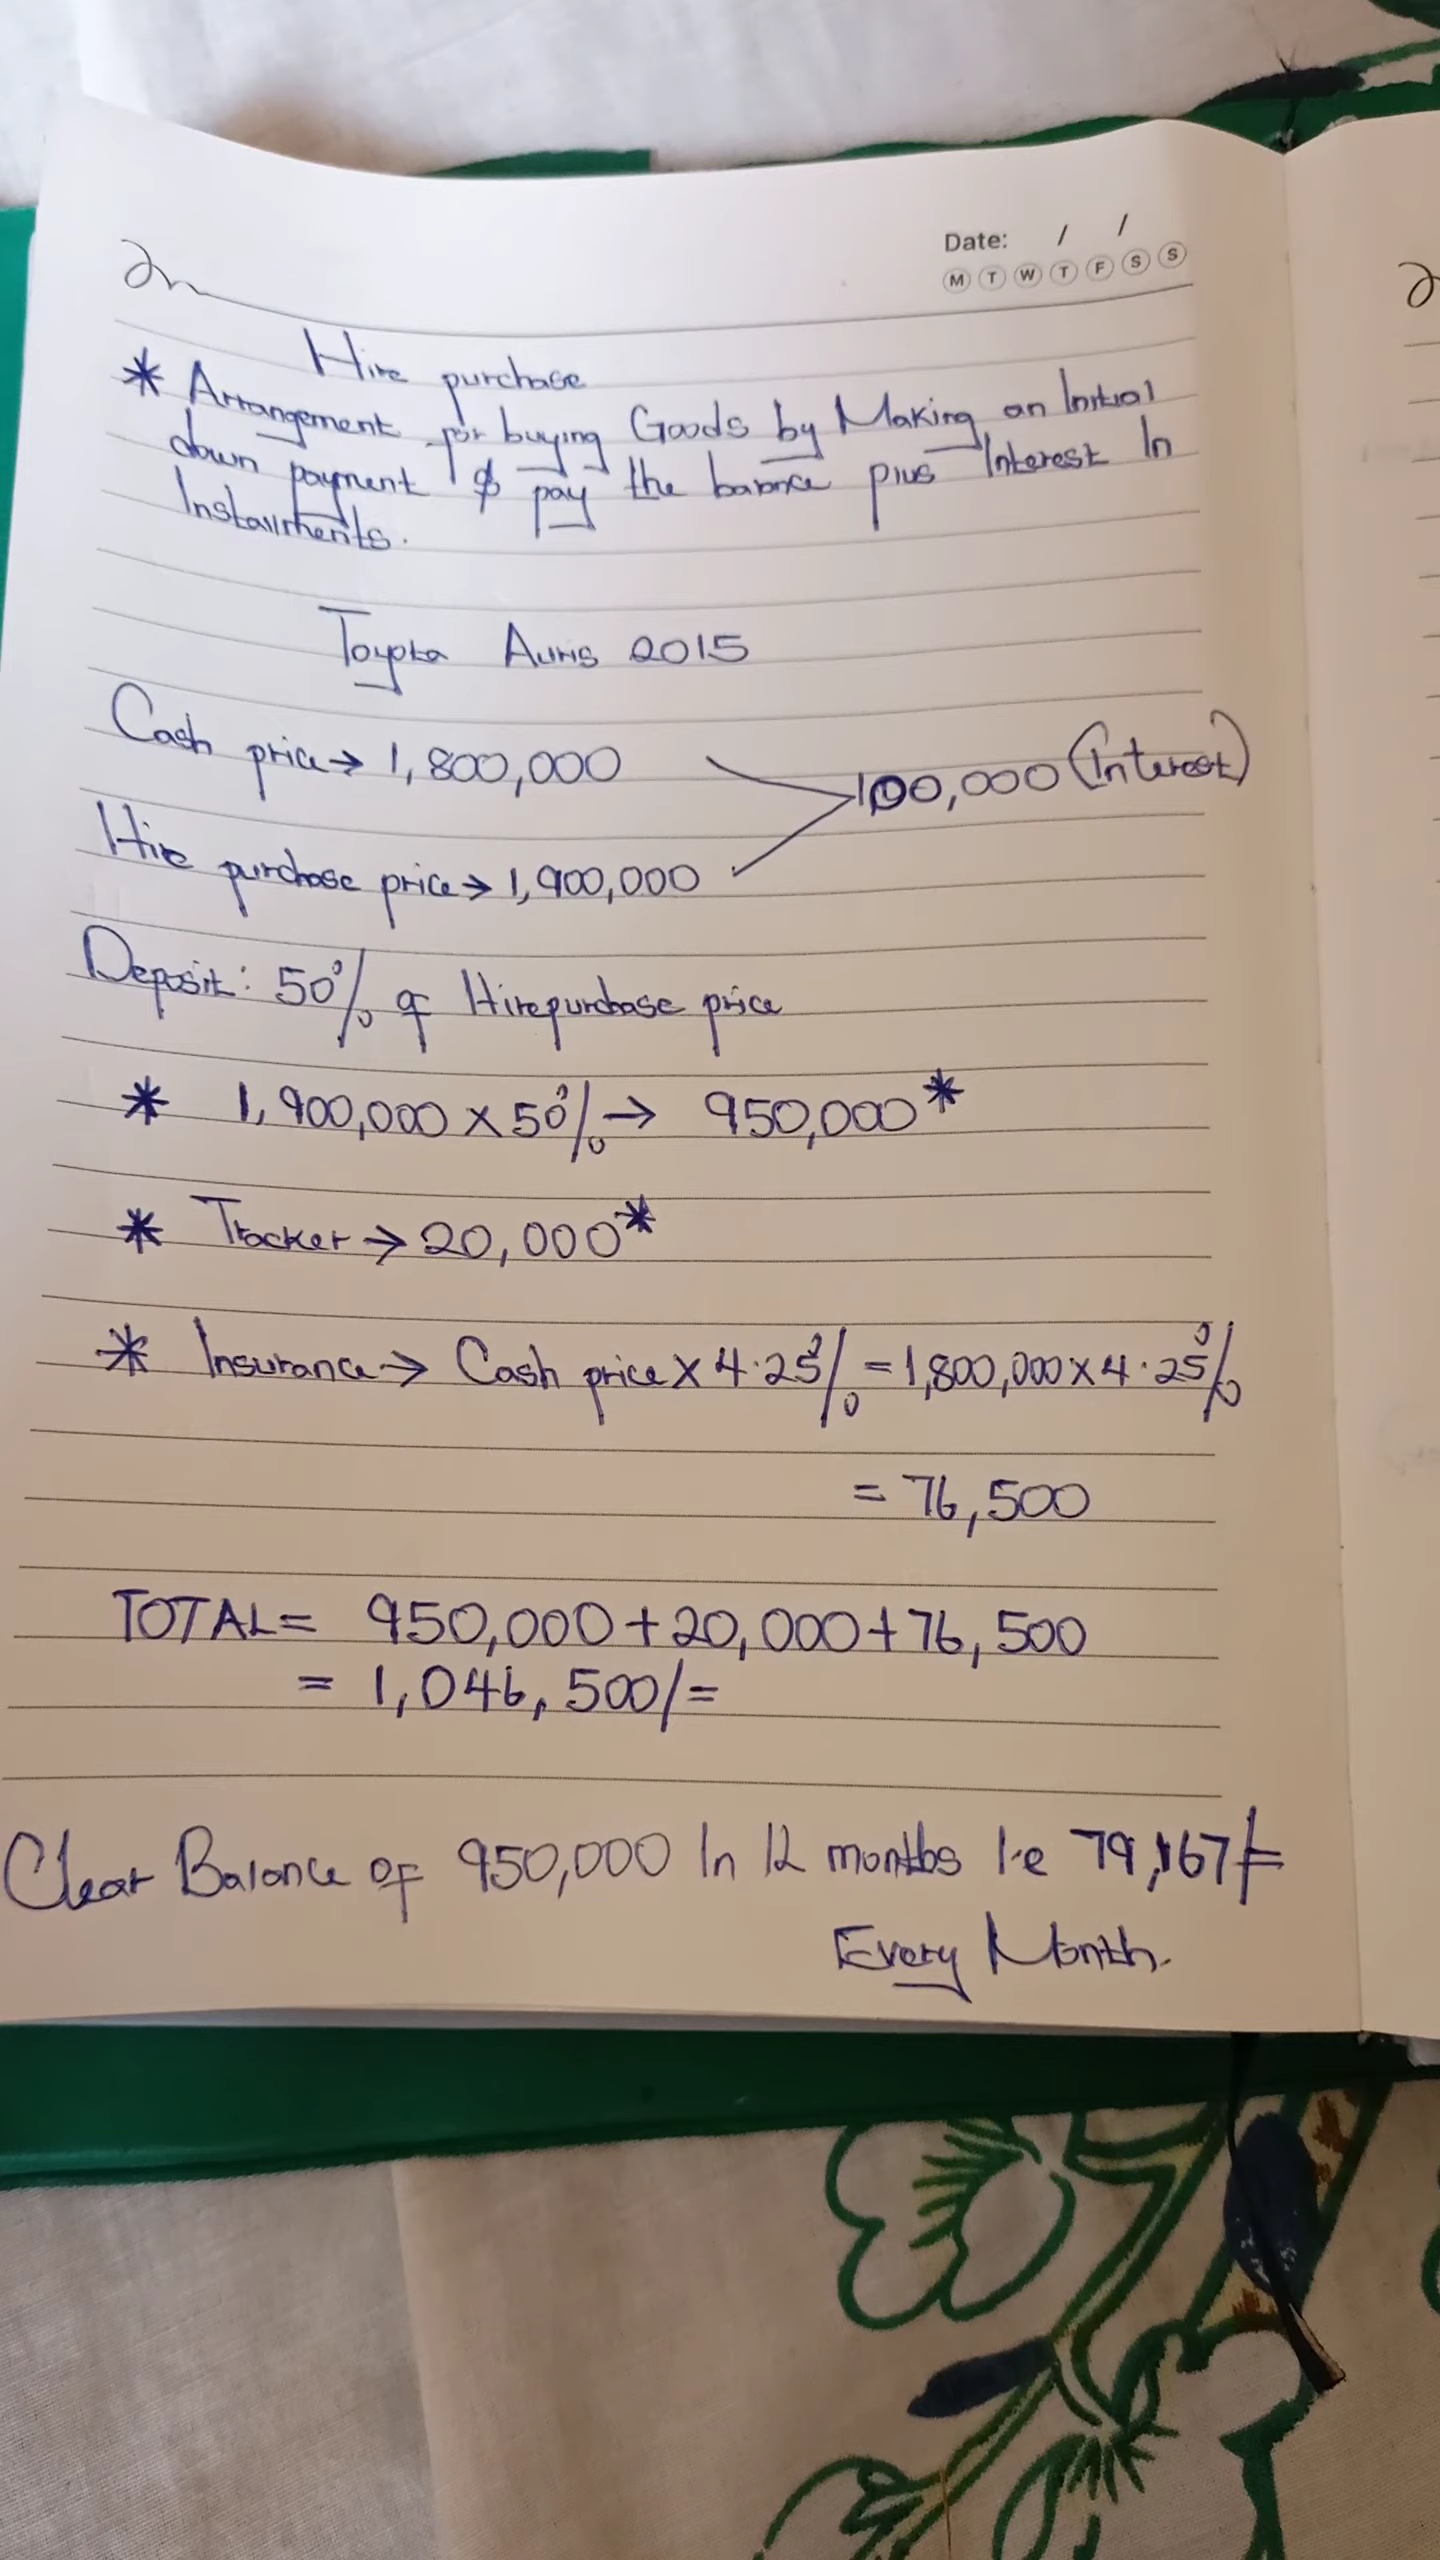 Date: / /
M T W T F S S
Hire purchase
* Arrangement for buying Goods by Making an Initial
down payment & pay the balance plus Interest In
Instalments.
Toyota Auris 2015
Cash price → 1,800,000
100,000 (Interest)
Hire purchase price → 1,900,000
Deposit: 50% of Hirepurchase price
* 1,900,000 x 50% → 950,000*
* Tracker → 20,000*
* Insurance → Cash price x 4.25% = 1,800,000 x 4.25%
= 76,500
TOTAL = 950,000 + 20,000 + 76,500
= 1,046,500/=
Clear Balance of 950,000 In 12 months I.e 79,167/=
Every Month.